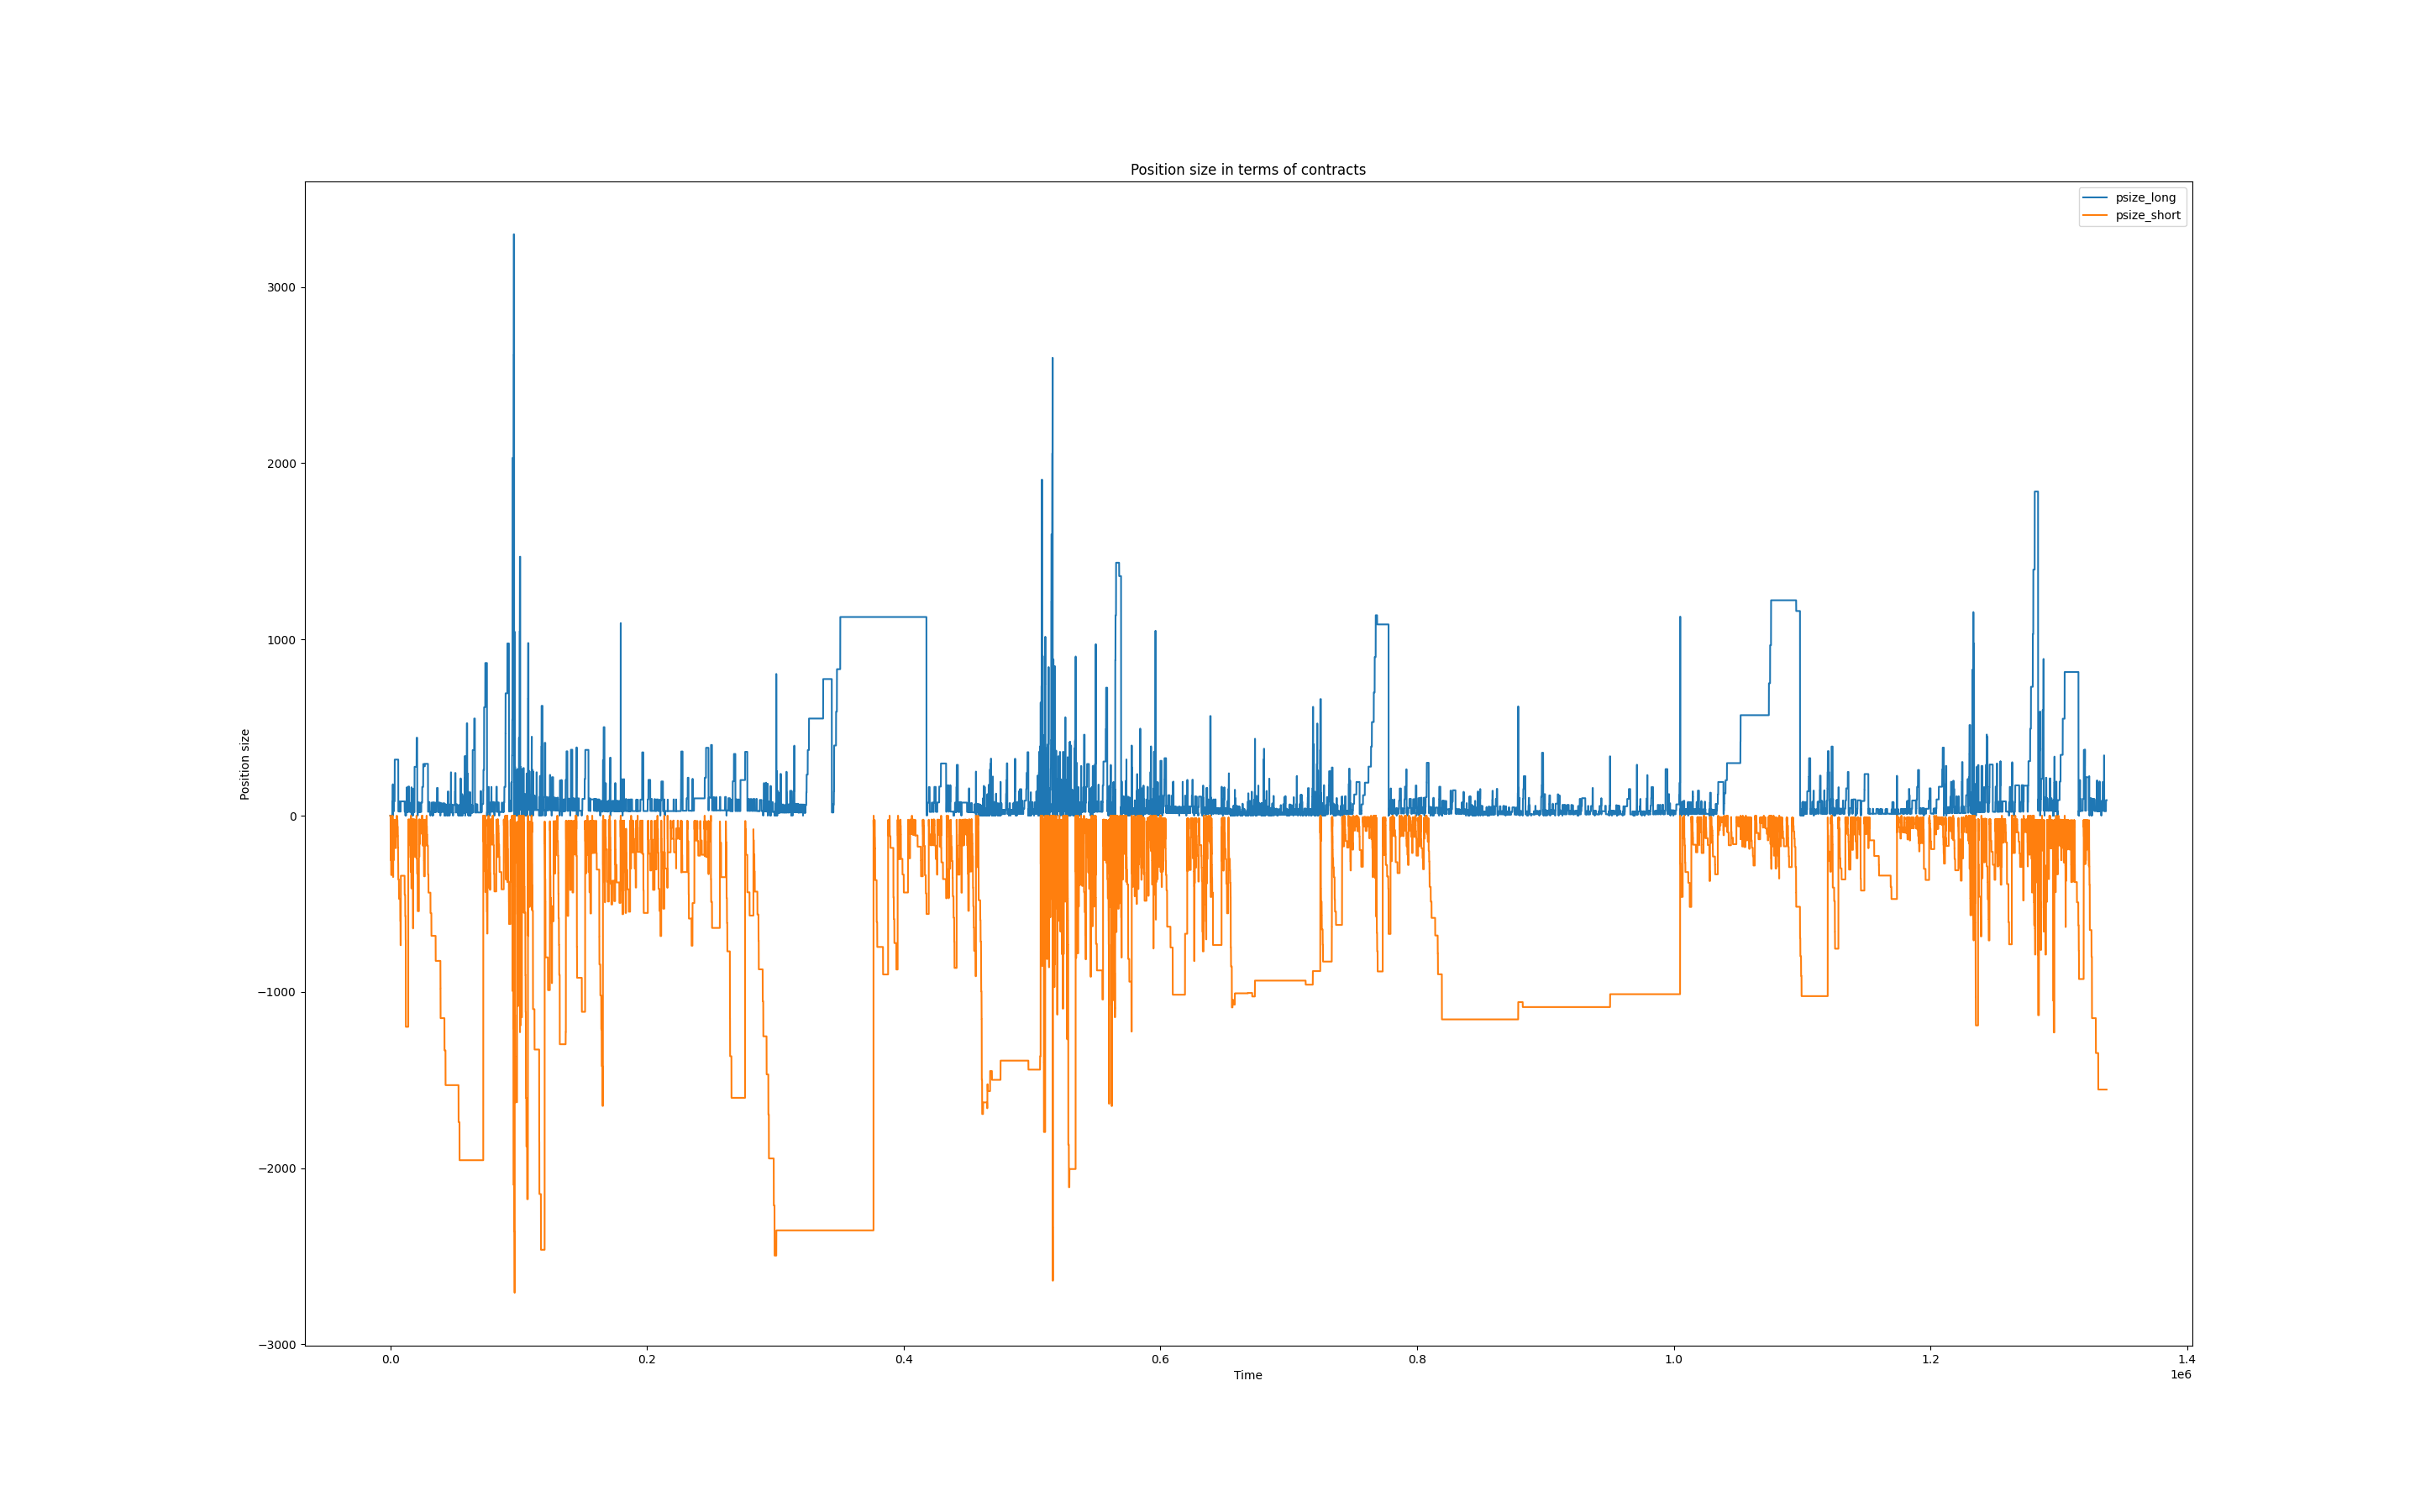 Position size in terms of contracts
psize_long
psize_short
3000
2000
1000
0
−1000
−2000
−3000
Position size
0.0 0.2 0.4 0.6 0.8 1.0 1.2 1.4
Time
1e6